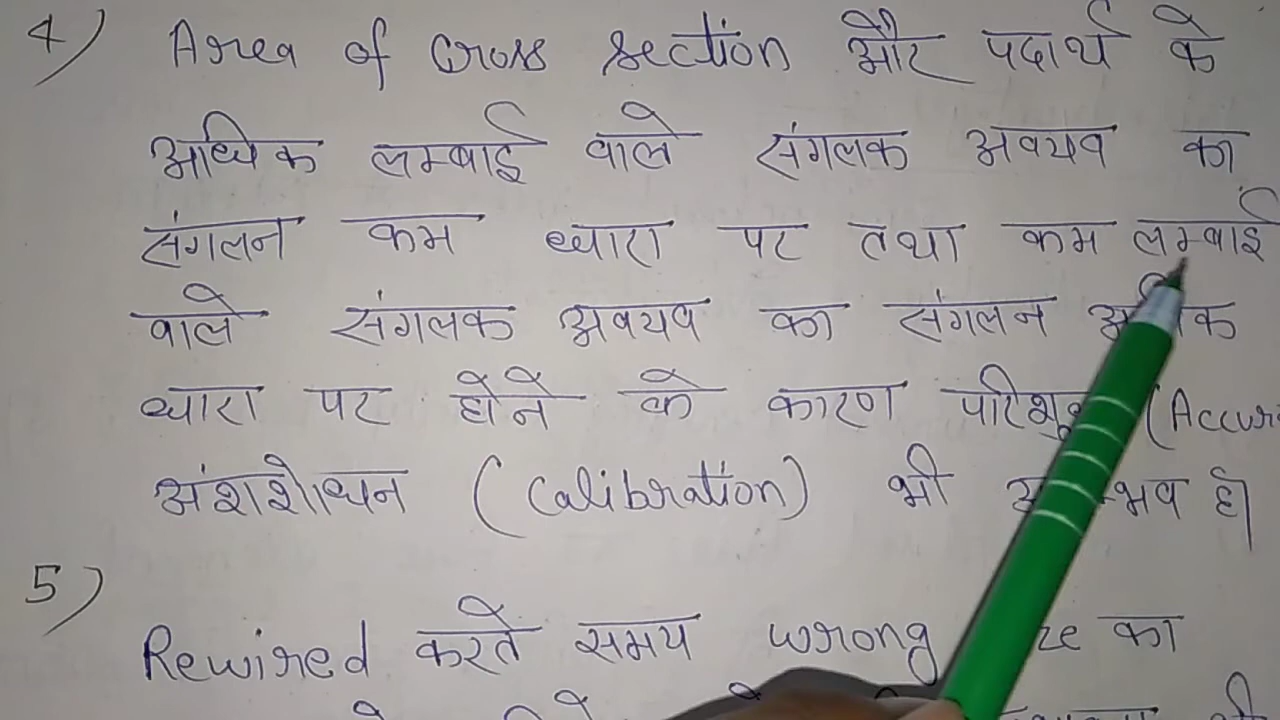 4) Area of Cross section और पदार्थ के
अधिक लम्बाई वाले संगलक अवयव का
संगलन कम धारा पर तथा कम लम्बाई
वाले संगलक अवयव का संगलन
धारा पर होने के कारण (Accur
अंशशोधन (Calibration) भी है।
5)
Rewired करते समय wrong का